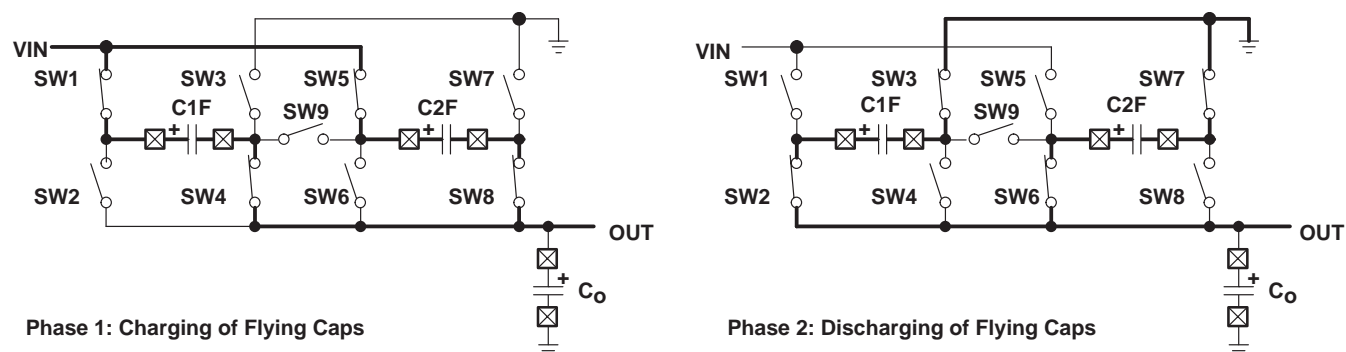 VIN
SW1
SW3
SW5
SW7
C1F
SW9
C2F
+
+
SW2
SW4
SW6
SW8
OUT
+
Co
Phase 1: Charging of Flying Caps
VIN
SW1
SW3
SW5
SW7
C1F
SW9
C2F
+
+
SW2
SW4
SW6
SW8
OUT
+
Co
Phase 2: Discharging of Flying Caps